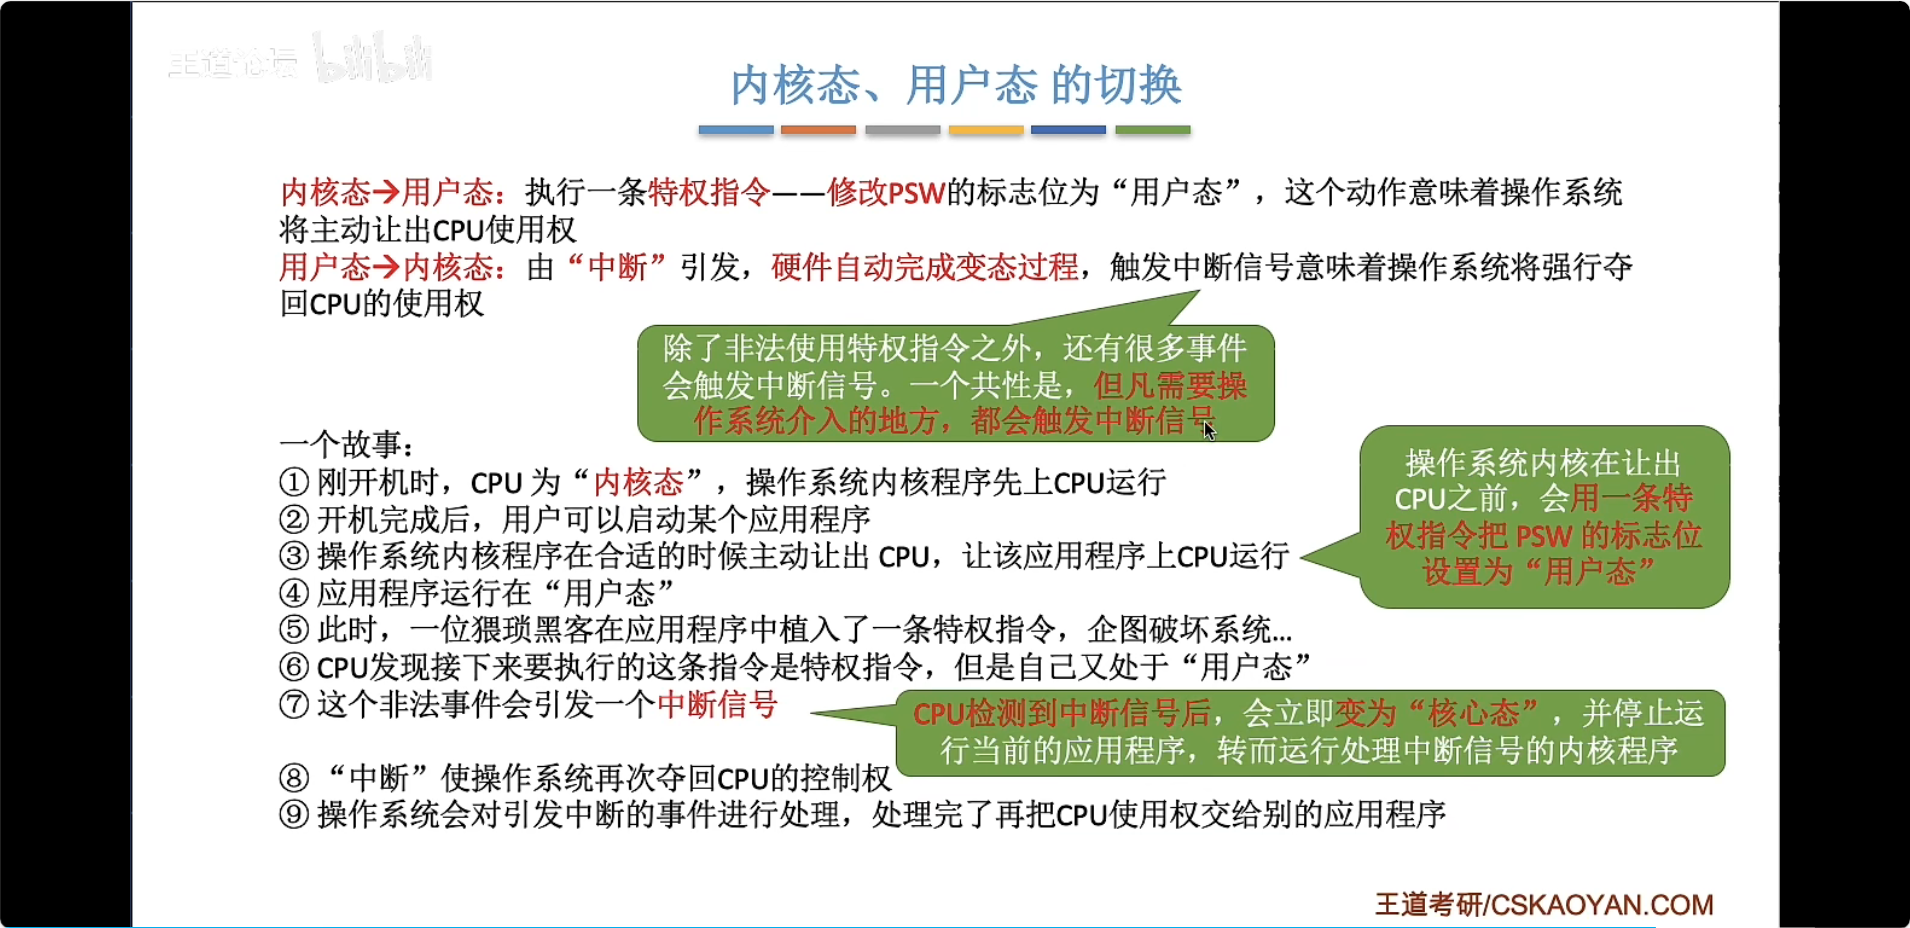 王道论坛 bilibili
内核态、用户态 的切换
内核态→用户态：执行一条特权指令——修改PSW的标志位为“用户态”，这个动作意味着操作系统
将主动让出CPU使用权
用户态→内核态：由“中断”引发，硬件自动完成变态过程，触发中断信号意味着操作系统将强行夺
回CPU的使用权
除了非法使用特权指令之外，还有很多事件
会触发中断信号。一个共性是，但凡需要操
作系统介入的地方，都会触发中断信号
一个故事：
① 刚开机时，CPU 为“内核态”，操作系统内核程序先上CPU运行
② 开机完成后，用户可以启动某个应用程序
③ 操作系统内核程序在合适的时候主动让出 CPU，让该应用程序上CPU运行
操作系统内核在让出
CPU之前，会用一条特
权指令把 PSW 的标志位
设置为“用户态”
④ 应用程序运行在“用户态”
⑤ 此时，一位猥琐黑客在应用程序中植入了一条特权指令，企图破坏系统...
⑥ CPU发现接下来要执行的这条指令是特权指令，但是自己又处于“用户态”
⑦ 这个非法事件会引发一个中断信号
CPU检测到中断信号后，会立即变为“核心态”，并停止运
行当前的应用程序，转而运行处理中断信号的内核程序
⑧ “中断”使操作系统再次夺回CPU的控制权
⑨ 操作系统会对引发中断的事件进行处理，处理完了再把CPU使用权交给别的应用程序
王道考研/CSKAOYAN.COM